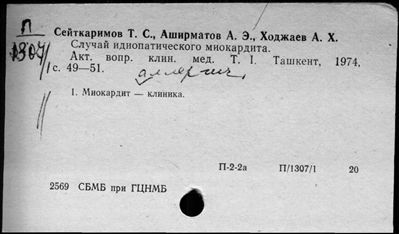 П
1307/1
Сейткаримов Т. С., Аширматов А. Э., Ходжаев А. Х.
Случай идиопатического миокардита.
Акт. вопр. клин. мед. Т. I. Ташкент, 1974,
с. 49—51.
1. Миокардит — клиника.
П-2-2а П/1307/1 20
2569 СБМБ при ГЦНМБ